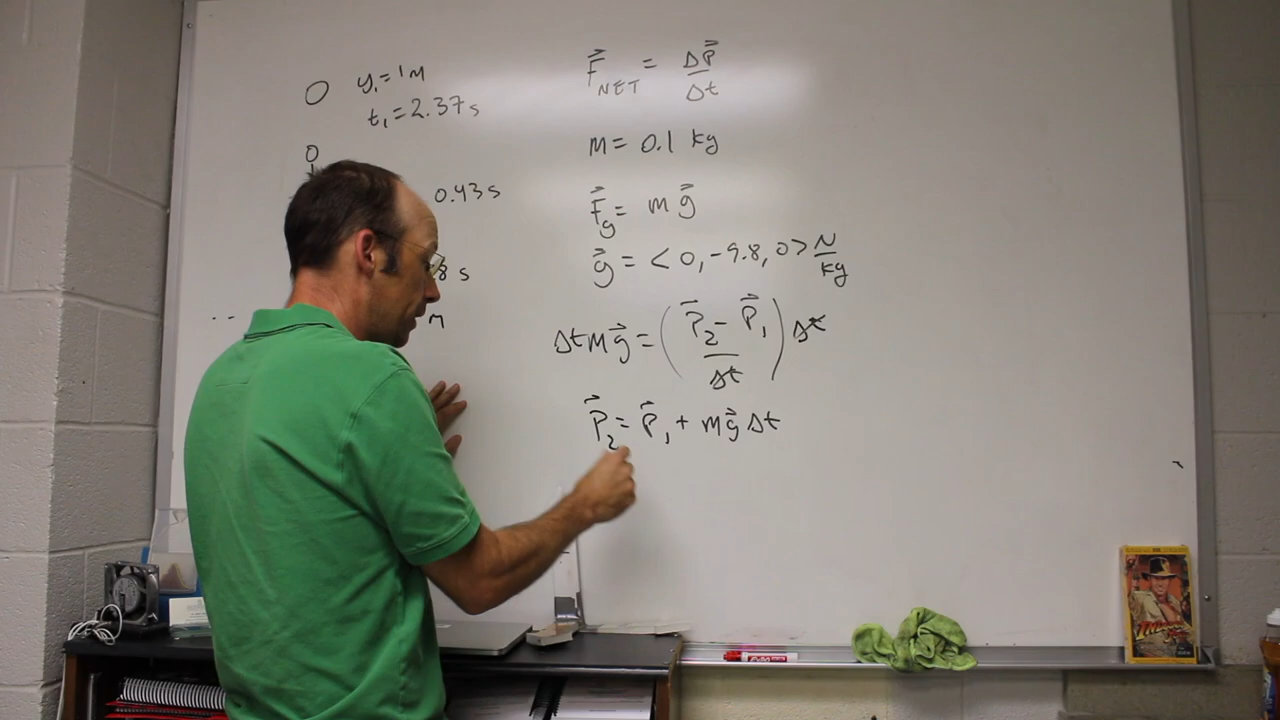 y₁ = 1 m
t₁ = 2.37 s
0.43 s
8 s
m
F⃗_NET = Δp⃗/Δt
m = 0.1 kg
F⃗_g = m g⃗
g⃗ = < 0, -9.8, 0 > N/kg
Δt m g⃗ = ( (p⃗₂ - p⃗₁)/Δt ) Δt
p⃗₂ = p⃗₁ + m g⃗ Δt